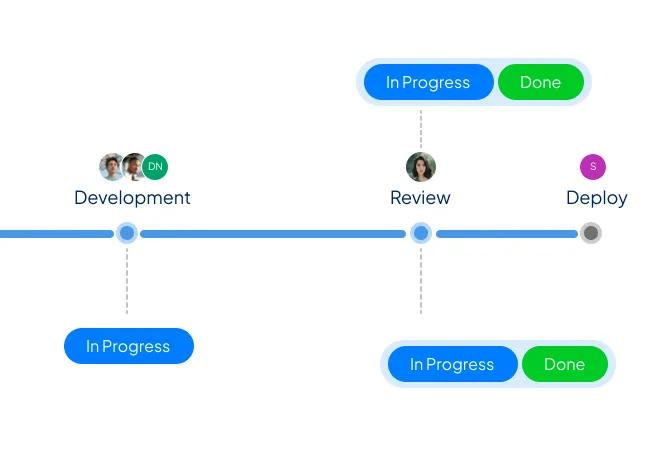 In Progress Done
DN
S
Development
Review
Deploy
In Progress
In Progress Done